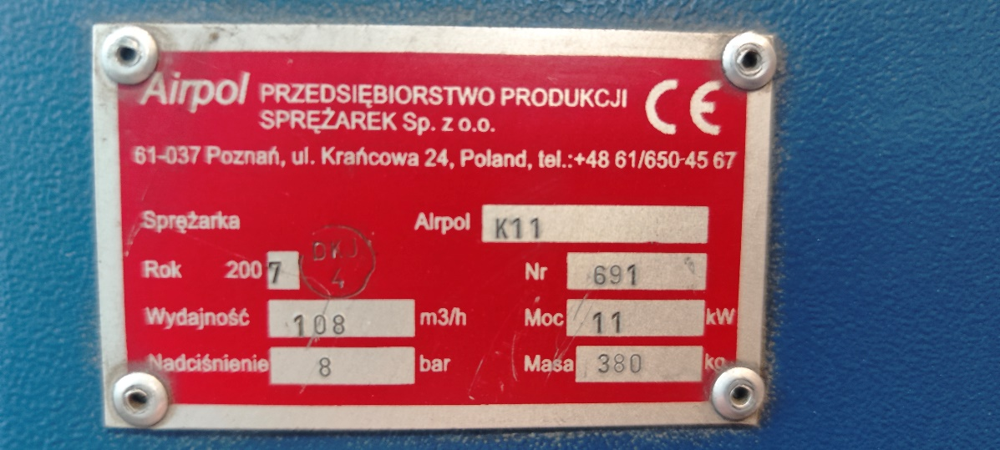 Airpol PRZEDSIĘBIORSTWO PRODUKCJI
SPRĘŻAREK Sp. z o.o.
CE
61-037 Poznań, ul. Krańcowa 24, Poland, tel.:+48 61/650-45 67
Sprężarka Airpol K11
Rok 2007 DKJ 4 Nr 691
Wydajność 108 m3/h Moc 11 kW
Nadciśnienie 8 bar Masa 380 kg